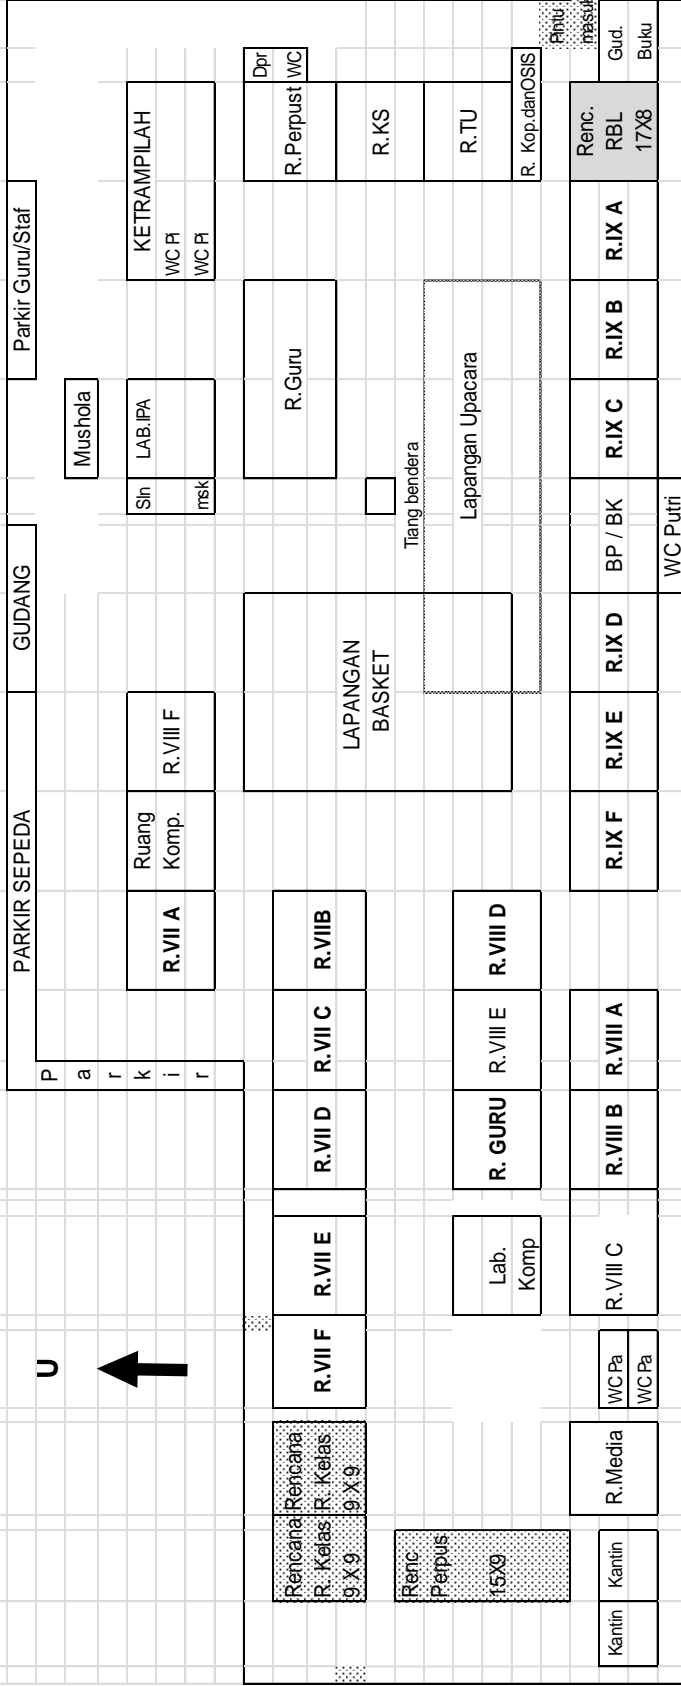 PARKIR SEPEDA
GUDANG
Parkir Guru/Staf
U
P
a
r
k
i
r
Mushola
R.VII A
Ruang
Komp.
R.VIII F
Sln
msk
LAB.IPA
KETRAMPILAH
WC Pi
WC Pi
Rencana
R. Kelas
9 X 9
Rencana
R. Kelas
9 X 9
R.VII F
R.VII E
R.VII D
R.VII C
R.VIIB
LAPANGAN
BASKET
R.Guru
Dpr
WC
R.Perpust
R.KS
Tiang bendera
Renc
Perpus
15X9
Lab.
Komp
R. GURU
R.VIII E
R.VIII D
Lapangan Upacara
R.TU
R. Kop.danOSIS
Pintu
masuk
Kantin
Kantin
R.Media
WC Pa
WC Pa
R.VIII C
R.VIII B
R.VIII A
R.IX F
R.IX E
R.IX D
BP / BK
R.IX C
R.IX B
R.IX A
Renc.
RBL
17X8
Gud.
Buku
WC Putri